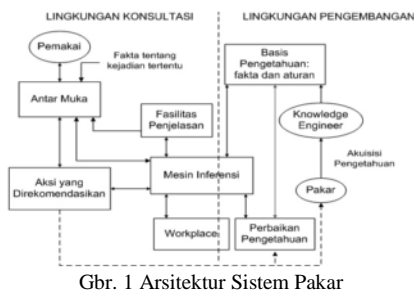 LINGKUNGAN KONSULTASI
LINGKUNGAN PENGEMBANGAN
Pemakai
Fakta tentang
kejadian tertentu
Basis
Pengetahuan:
fakta dan aturan
Antar Muka
Fasilitas
Penjelasan
Knowledge
Engineer
Akuisisi
Pengetahuan
Aksi yang
Direkomendasikan
Mesin Inferensi
Pakar
Workplace
Perbaikan
Pengetahuan
Gbr. 1 Arsitektur Sistem Pakar